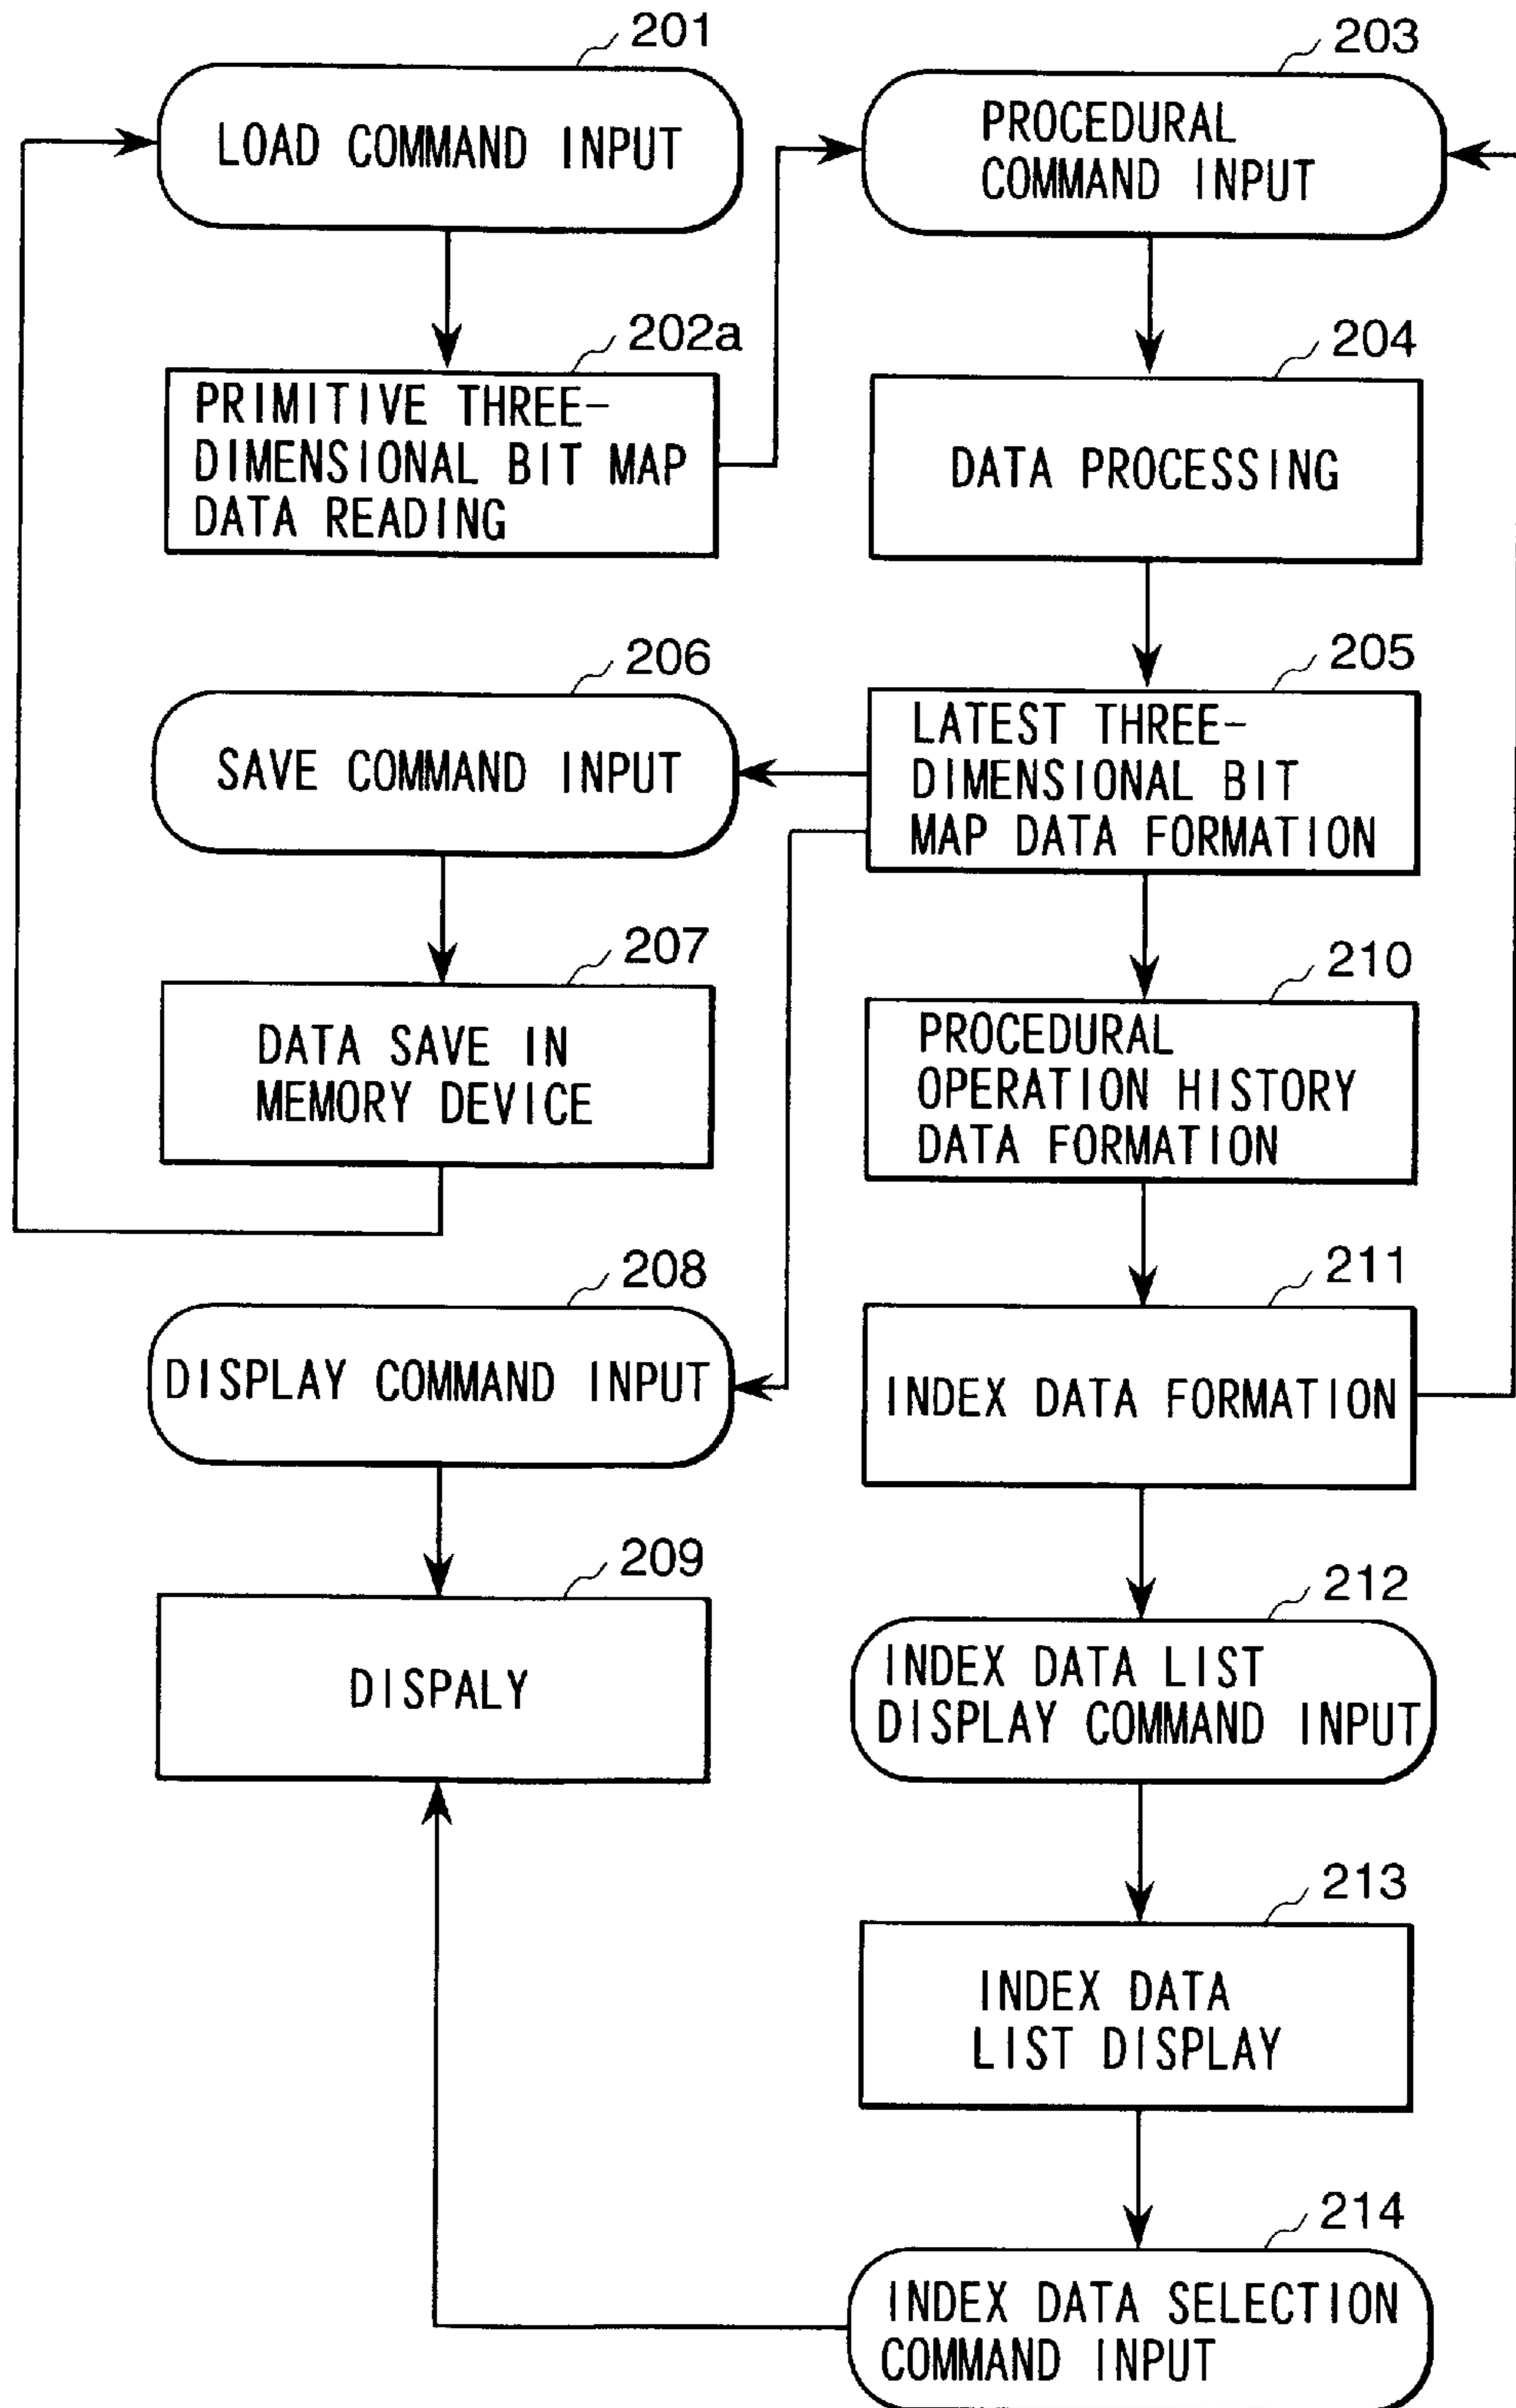 201
LOAD COMMAND INPUT
202a
PRIMITIVE THREE-
DIMENSIONAL BIT MAP
DATA READING
203
PROCEDURAL
COMMAND INPUT
204
DATA PROCESSING
205
LATEST THREE-
DIMENSIONAL BIT
MAP DATA FORMATION
206
SAVE COMMAND INPUT
207
DATA SAVE IN
MEMORY DEVICE
208
DISPLAY COMMAND INPUT
209
DISPALY
210
PROCEDURAL
OPERATION HISTORY
DATA FORMATION
211
INDEX DATA FORMATION
212
INDEX DATA LIST
DISPLAY COMMAND INPUT
213
INDEX DATA
LIST DISPLAY
214
INDEX DATA SELECTION
COMMAND INPUT